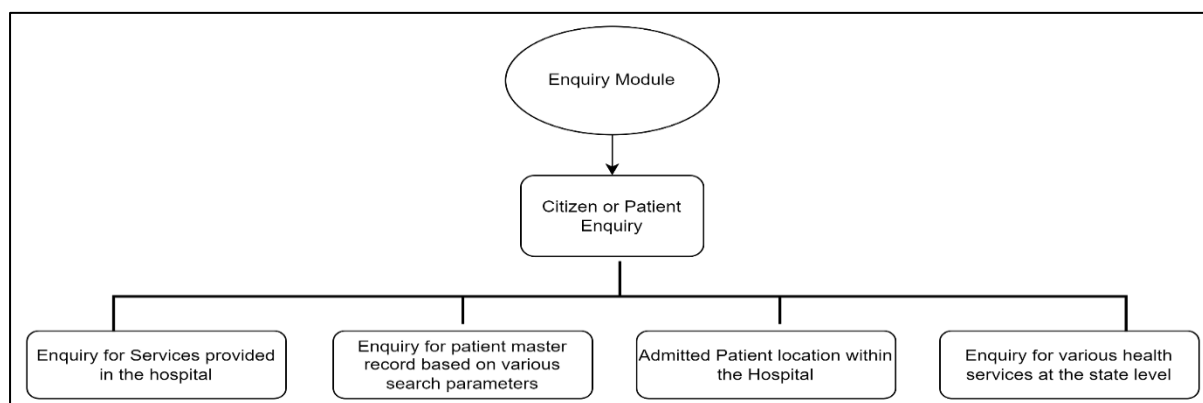 Enquiry Module
Citizen or Patient
Enquiry
Enquiry for Services provided
in the hospital
Enquiry for patient master
record based on various
search parameters
Admitted Patient location within
the Hospital
Enquiry for various health
services at the state level